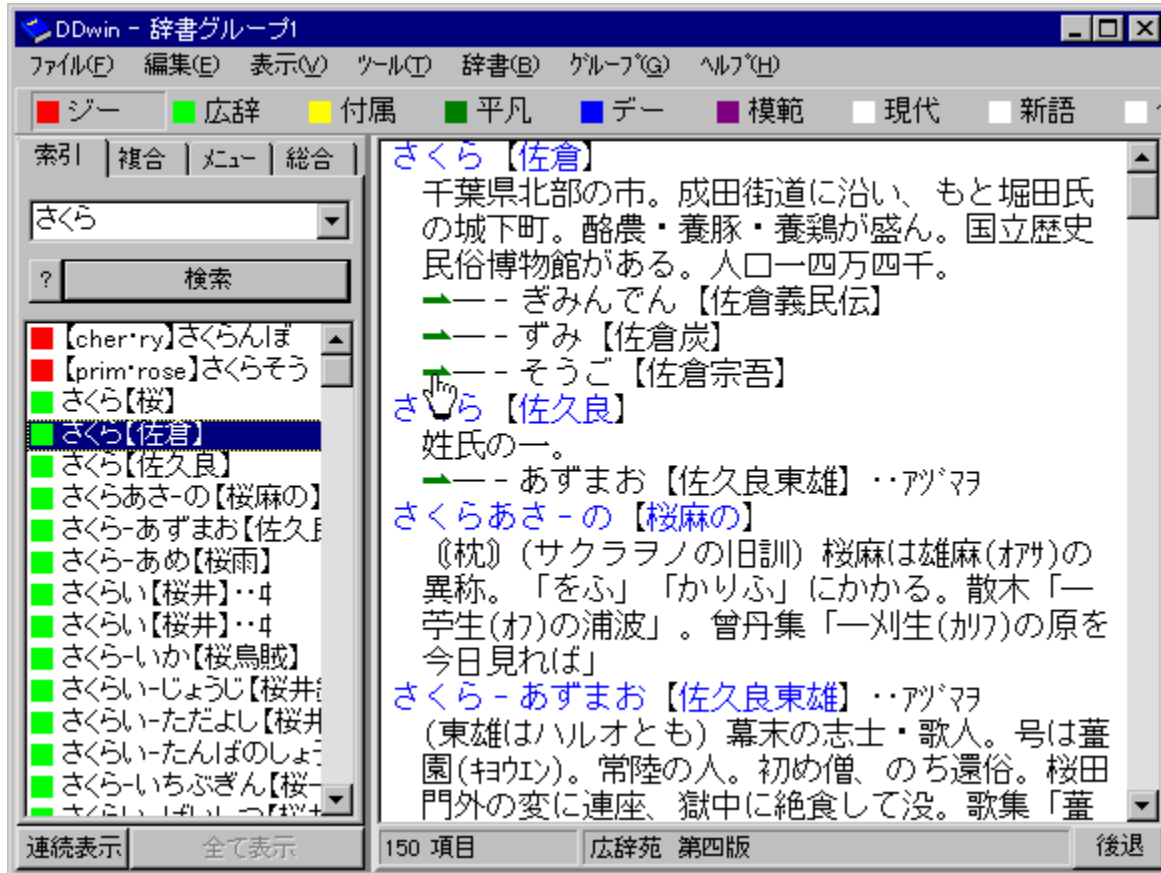 DDwin - 辞書グループ1
ﾌｧｲﾙ(F) 編集(E) 表示(V) ﾂｰﾙ(T) 辞書(B) ｸﾞﾙｰﾌﾟ(G) ﾍﾙﾌﾟ(H)
ジー 広辞 付属 平凡 デー 模範 現代 新語
索引 複合 ﾒﾆｭｰ 総合
さくら
? 検索
【cher･ry】さくらんぼ
【prim･rose】さくらそう
さくら【桜】
さくら【佐倉】
さくら【佐久良】
さくらあさ-の【桜麻の】
さくら-あずまお【佐久良
さくら-あめ【桜雨】
さくらい【桜井】‥ヰ
さくらい【桜井】‥ヰ
さくら-いか【桜烏賊】
さくらい-じょうじ【桜井
さくらい-ただよし【桜井
さくらい-たんばのしょう
さくら-いちぶぎん【桜一
連続表示 全て表示
さくら【佐倉】
千葉県北部の市。成田街道に沿い、もと堀田氏
の城下町。酪農・養豚・養鶏が盛ん。国立歴史
民俗博物館がある。人口一四万四千。
➡―‐ぎみんでん【佐倉義民伝】
➡―‐ずみ【佐倉炭】
➡―‐そうご【佐倉宗吾】
さくら【佐久良】
姓氏の一。
➡―‐あずまお【佐久良東雄】‥ｱﾂﾞﾏｦ
さくらあさ‐の【桜麻の】
〘枕〙(サクラヲノの旧訓) 桜麻は雄麻(ｵｱｻ)の
異称。「をふ」「かりふ」にかかる。散木「―
苧生(ｵﾌ)の浦波」。曾丹集「―刈生(ｶﾘﾌ)の原を
今日見れば」
さくら‐あずまお【佐久良東雄】‥ｱﾂﾞﾏｦ
(東雄はハルオとも) 幕末の志士・歌人。号は薑
園(ｷﾖｳｴﾝ)。常陸の人。初め僧、のち還俗。桜田
門外の変に連座、獄中に絶食して没。歌集「薑
150 項目 広辞苑 第四版 後退